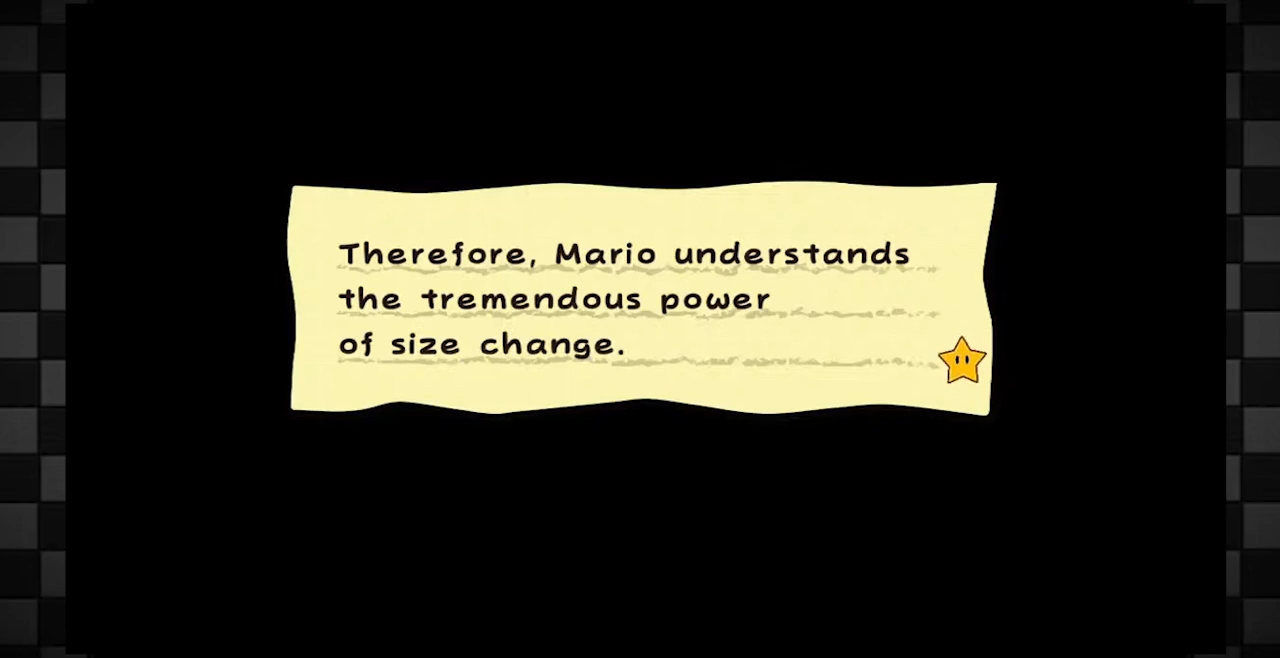 Therefore, Mario understands
the tremendous power
of size change.